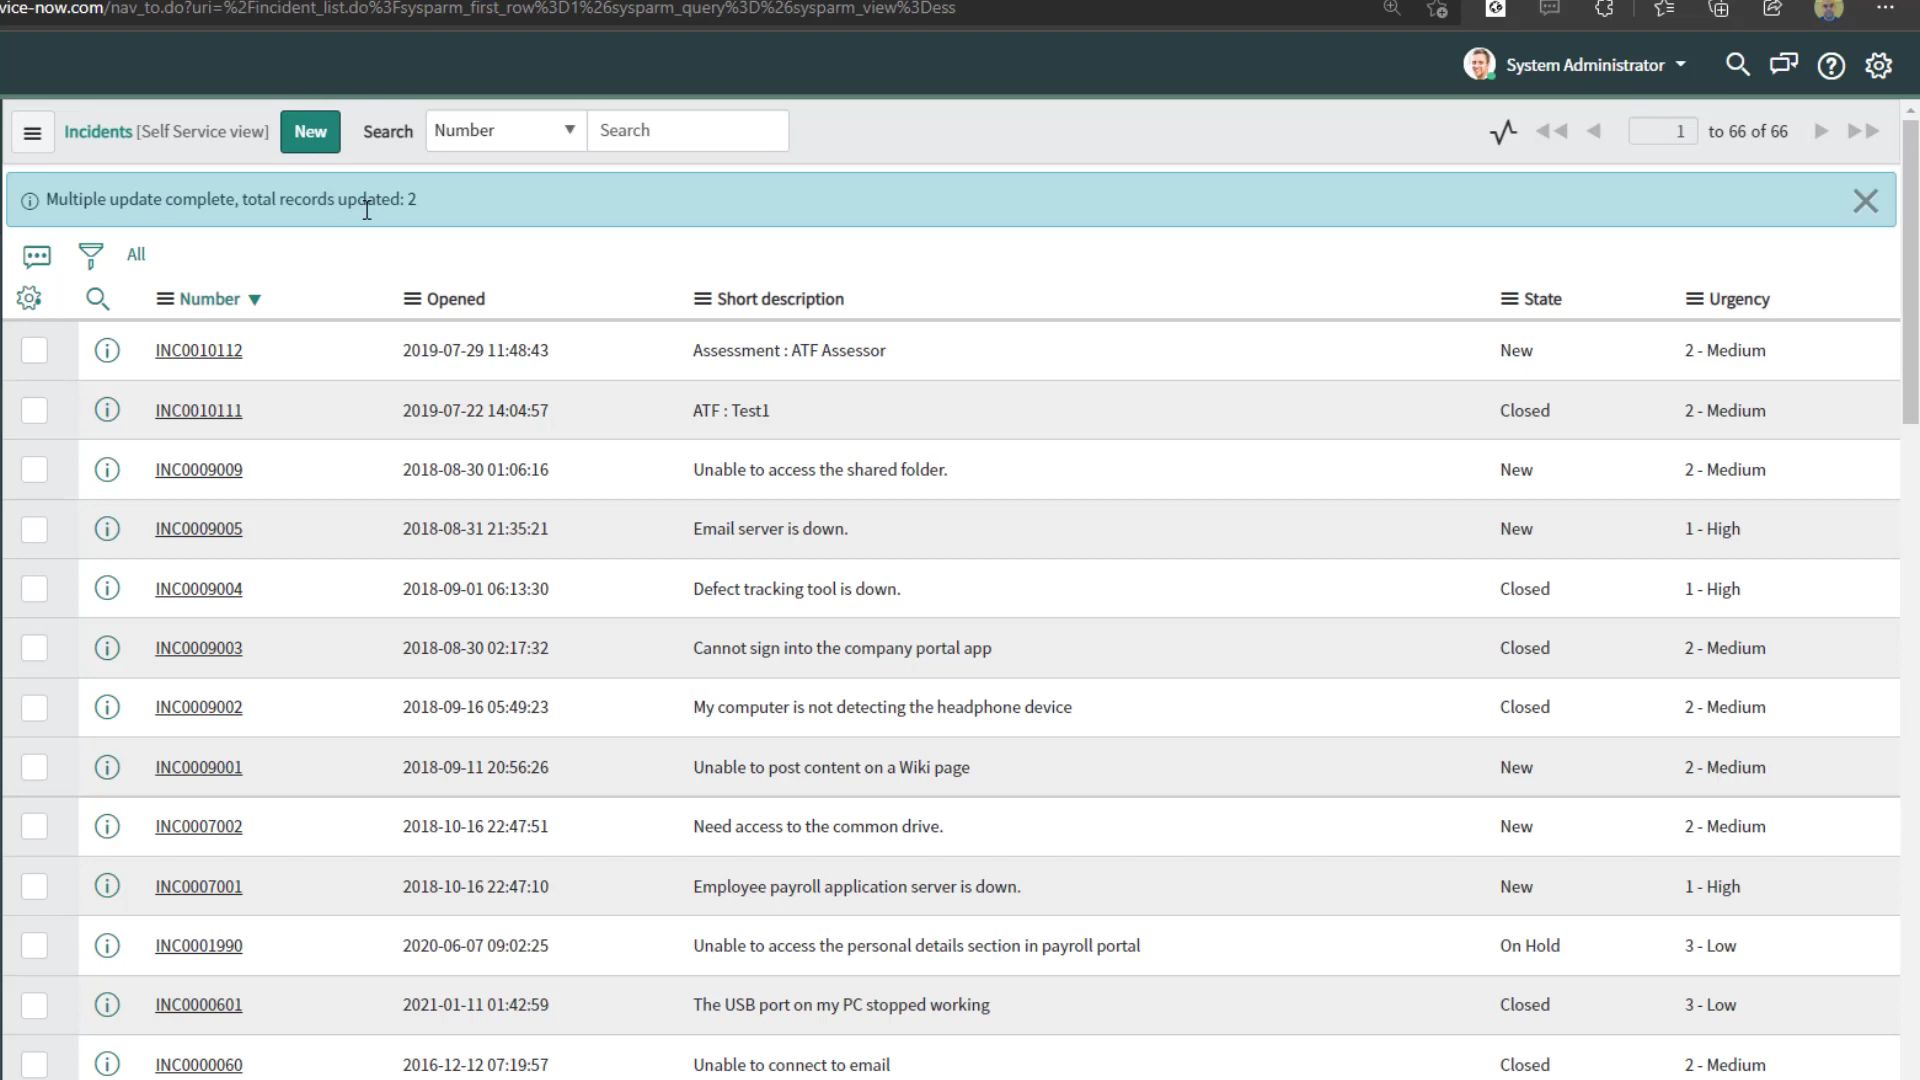 vice-now.com/nav_to.do?uri=%2Fincident_list.do%3Fsysparm_first_row%3D1%26sysparm_query%3D%26sysparm_view%3Dess
System Administrator
Incidents [Self Service view] New Search Number Search 1 to 66 of 66
Multiple update complete, total records updated: 2
All
Number Opened Short description State Urgency
INC0010112 2019-07-29 11:48:43 Assessment : ATF Assessor New 2 - Medium
INC0010111 2019-07-22 14:04:57 ATF : Test1 Closed 2 - Medium
INC0009009 2018-08-30 01:06:16 Unable to access the shared folder. New 2 - Medium
INC0009005 2018-08-31 21:35:21 Email server is down. New 1 - High
INC0009004 2018-09-01 06:13:30 Defect tracking tool is down. Closed 1 - High
INC0009003 2018-08-30 02:17:32 Cannot sign into the company portal app Closed 2 - Medium
INC0009002 2018-09-16 05:49:23 My computer is not detecting the headphone device Closed 2 - Medium
INC0009001 2018-09-11 20:56:26 Unable to post content on a Wiki page New 2 - Medium
INC0007002 2018-10-16 22:47:51 Need access to the common drive. New 2 - Medium
INC0007001 2018-10-16 22:47:10 Employee payroll application server is down. New 1 - High
INC0001990 2020-06-07 09:02:25 Unable to access the personal details section in payroll portal On Hold 3 - Low
INC0000601 2021-01-11 01:42:59 The USB port on my PC stopped working Closed 3 - Low
INC0000060 2016-12-12 07:19:57 Unable to connect to email Closed 2 - Medium